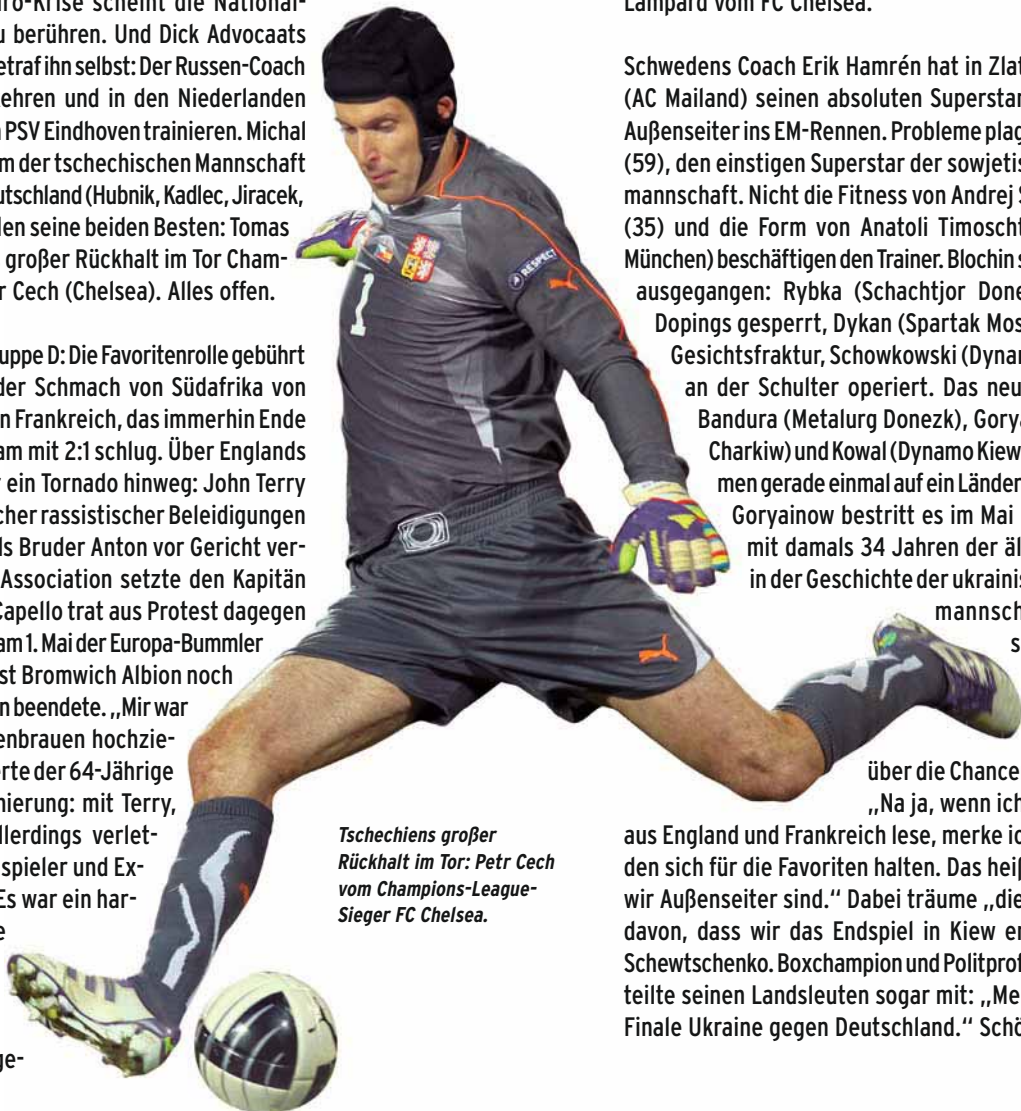 uro-Krise scheint die National-
u berühren. Und Dick Advocaats
etraf ihn selbst: Der Russen-Coach
ehren und in den Niederlanden
PSV Eindhoven trainieren. Michal
m der tschechischen Mannschaft
utschland (Hubnik, Kadlec, Jiracek,
len seine beiden Besten: Tomas
großer Rückhalt im Tor Cham-
r Cech (Chelsea). Alles offen.
uppe D: Die Favoritenrolle gebührt
der Schmach von Südafrika von
n Frankreich, das immerhin Ende
am mit 2:1 schlug. Über Englands
ein Tornado hinweg: John Terry
cher rassistischer Beleidigungen
ls Bruder Anton vor Gericht ver-
Association setzte den Kapitän
Capello trat aus Protest dagegen
am 1. Mai der Europa-Bummler
st Bromwich Albion noch
n beendete. „Mir war
enbrauen hochzie-
erte der 64-Jährige
nierung: mit Terry,
llerdings verlet-
spieler und Ex-
Es war ein har-
e
ge-
1
RESPECT
Tschechiens großer
Rückhalt im Tor: Petr Cech
vom Champions-League-
Sieger FC Chelsea.
Lampard vom FC Chelsea.
Schwedens Coach Erik Hamrén hat in Zlat
(AC Mailand) seinen absoluten Superstar
Außenseiter ins EM-Rennen. Probleme plag
(59), den einstigen Superstar der sowjetis
mannschaft. Nicht die Fitness von Andrej S
(35) und die Form von Anatoli Timoscht
München) beschäftigen den Trainer. Blochin s
ausgegangen: Rybka (Schachtjor Done
Dopings gesperrt, Dykan (Spartak Mos
Gesichtsfraktur, Schowkowski (Dynam
an der Schulter operiert. Das neu
Bandura (Metalurg Donezk), Gorya
Charkiw) und Kowal (Dynamo Kiew
men gerade einmal auf ein Länder
Goryainow bestritt es im Mai
mit damals 34 Jahren der äl
in der Geschichte der ukrainis
mannsch
s
über die Chance
„Na ja, wenn ich
aus England und Frankreich lese, merke ic
den sich für die Favoriten halten. Das heiß
wir Außenseiter sind.“ Dabei träume „die
davon, dass wir das Endspiel in Kiew er
Schewtschenko. Boxchampion und Politprof
teilte seinen Landsleuten sogar mit: „Me
Finale Ukraine gegen Deutschland.“ Schö